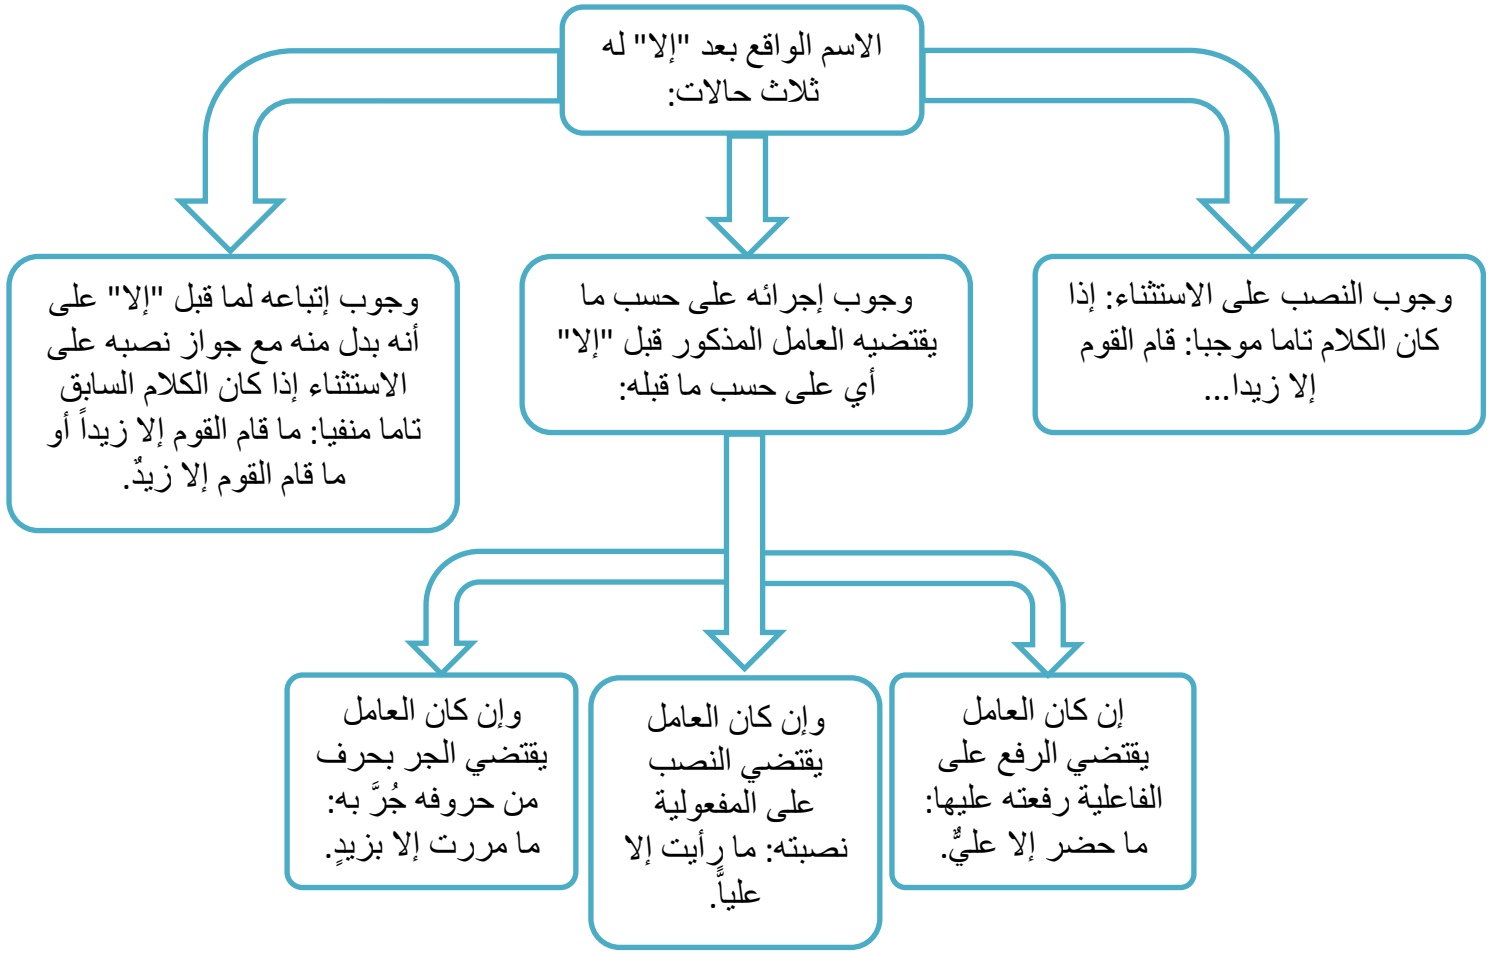 الاسم الواقع بعد "إلا" له
ثلاث حالات:
وجوب النصب على الاستثناء: إذا
كان الكلام تاما موجبا: قام القوم
إلا زيدا...
وجوب إجرائه على حسب ما
يقتضيه العامل المذكور قبل "إلا"
أي على حسب ما قبله:
وجوب إتباعه لما قبل "إلا" على
أنه بدل منه مع جواز نصبه على
الاستثناء إذا كان الكلام السابق
تاما منفيا: ما قام القوم إلا زيداً أو
ما قام القوم إلا زيدٌ.
إن كان العامل
يقتضي الرفع على
الفاعلية رفعته عليها:
ما حضر إلا عليٌّ.
وإن كان العامل
يقتضي النصب
على المفعولية
نصبته: ما رأيت إلا
علياًّ.
وإن كان العامل
يقتضي الجر بحرف
من حروفه جُرَّ به:
ما مررت إلا بزيدٍ.